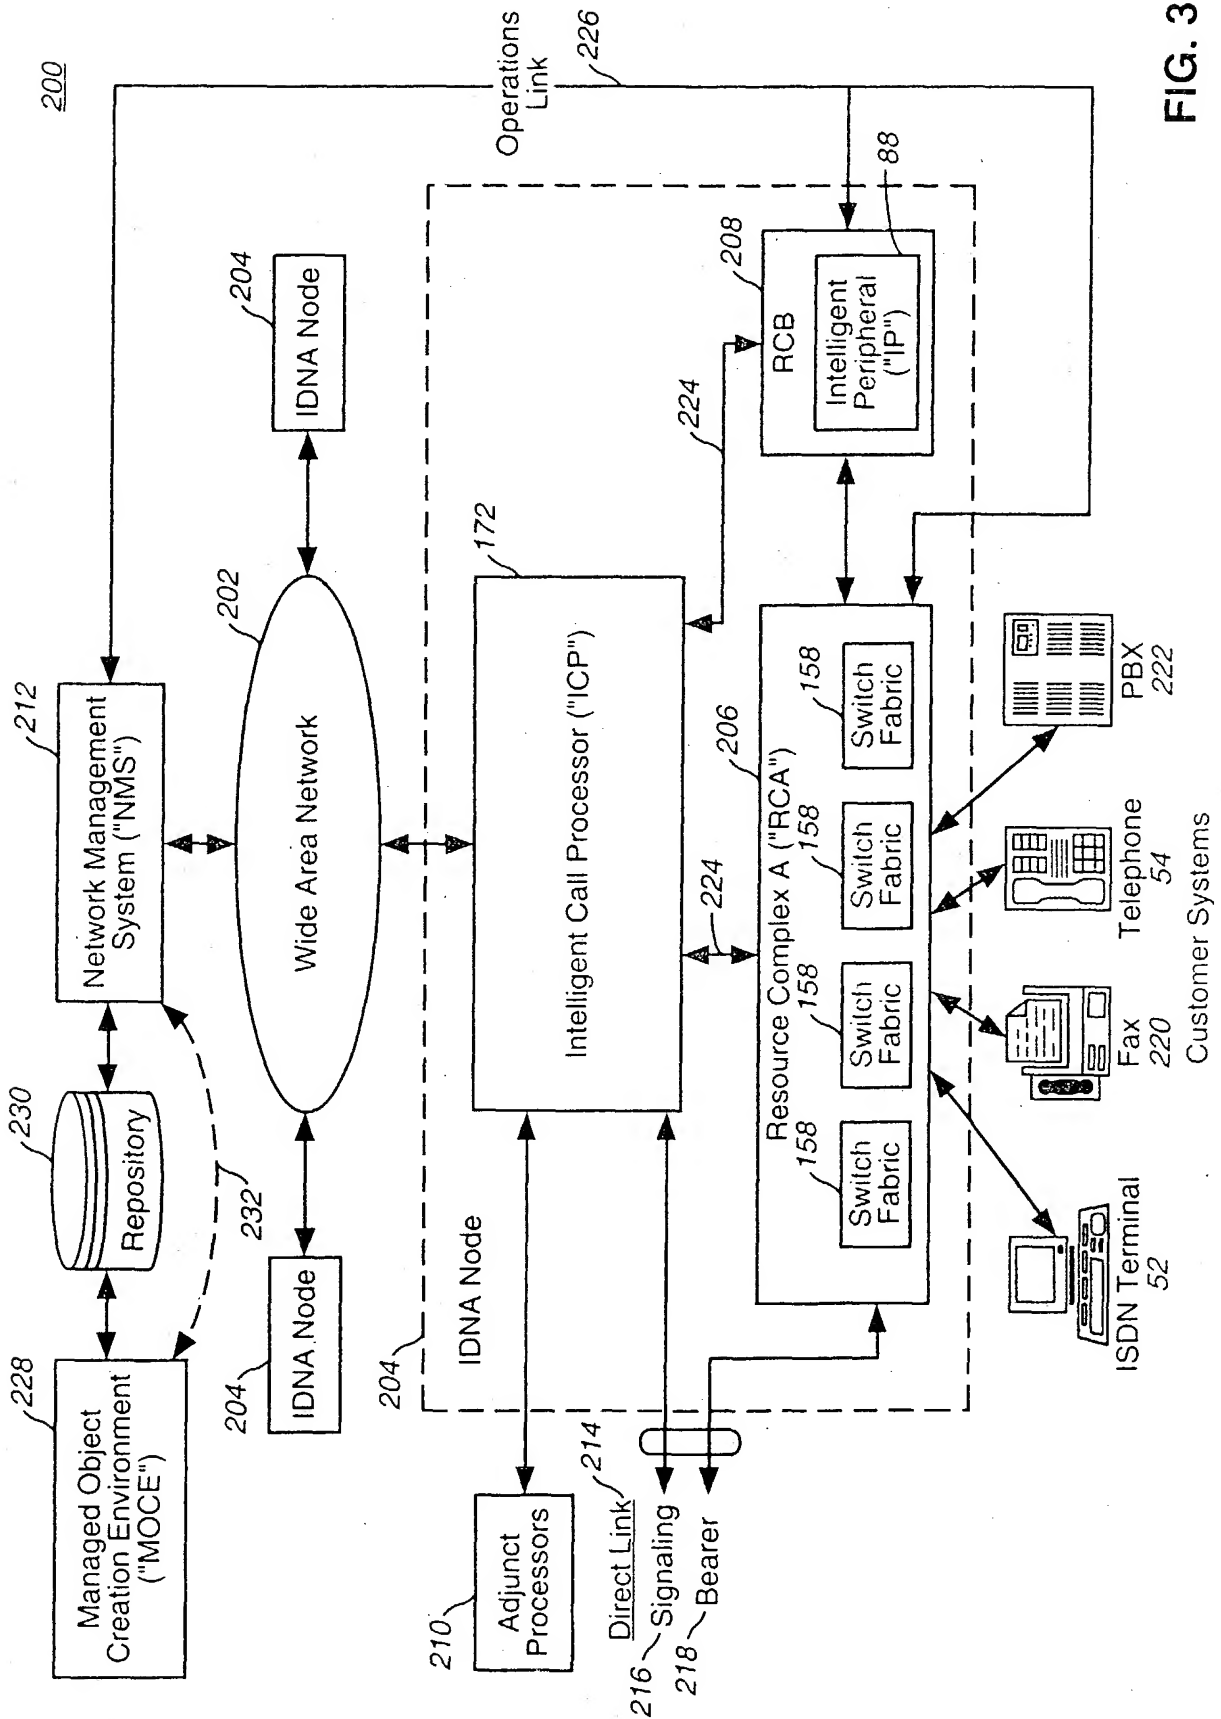 200
228
Managed Object
Creation Environment
("MOCE")
230
Repository
232
212
Network Management
System ("NMS")
204
IDNA Node
202
Wide Area Network
204
IDNA Node
Operations
Link
226
204
IDNA Node
210
Adjunct
Processors
172
Intelligent Call Processor ("ICP")
Direct Link
214
216
Signaling
218
Bearer
224
224
206
Resource Complex A ("RCA")
158
Switch
Fabric
158
Switch
Fabric
158
Switch
Fabric
158
Switch
Fabric
208
RCB
Intelligent
Peripheral
("IP")
88
ISDN Terminal
52
Fax
220
Telephone
54
PBX
222
Customer Systems
FIG. 3